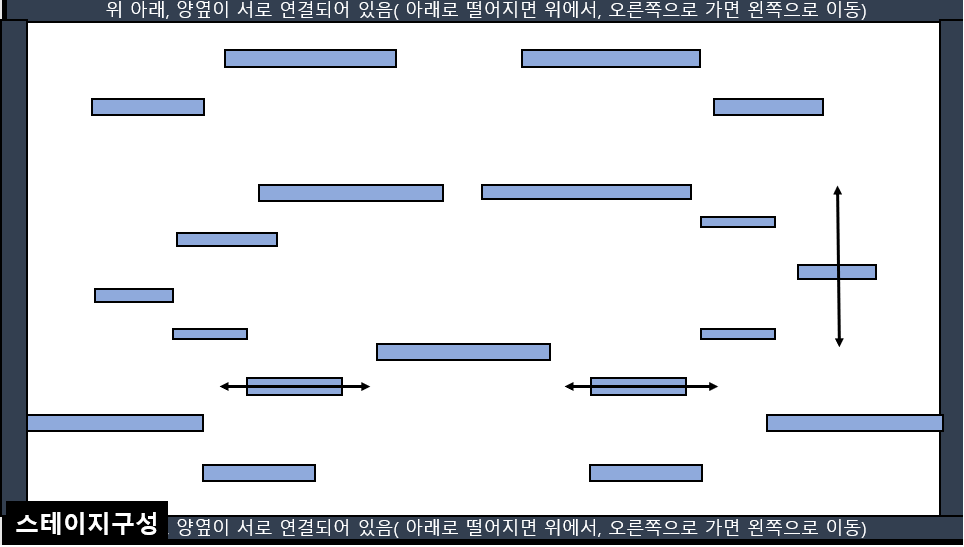 위 아래, 양옆이 서로 연결되어 있음( 아래로 떨어지면 위에서, 오른쪽으로 가면 왼쪽으로 이동)
스테이지구성
, 양옆이 서로 연결되어 있음( 아래로 떨어지면 위에서, 오른쪽으로 가면 왼쪽으로 이동)